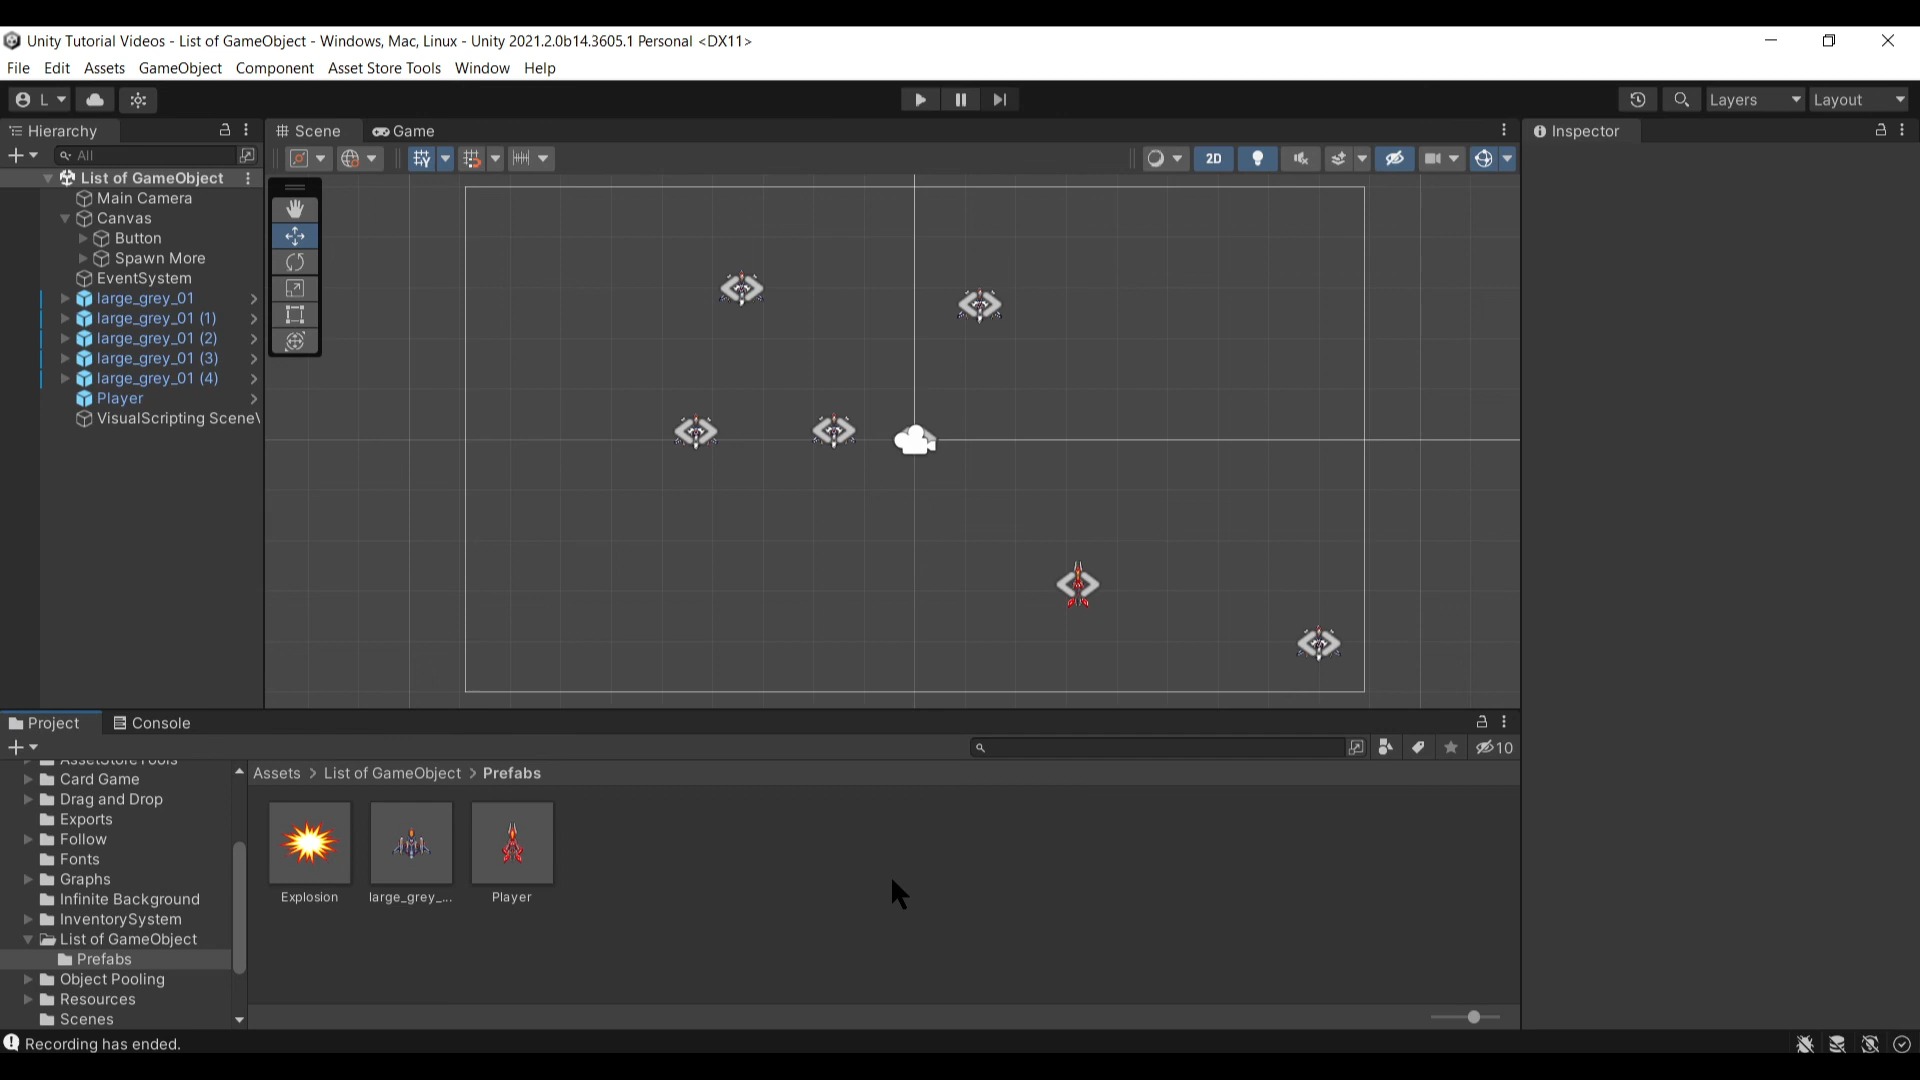 Unity Tutorial Videos - List of GameObject - Windows, Mac, Linux - Unity 2021.2.0b14.3605.1 Personal <DX11>
File Edit Assets GameObject Component Asset Store Tools Window Help
L Layers Layout
Hierarchy Scene Game Inspector
All 2D
List of GameObject
Main Camera
Canvas
Button
Spawn More
EventSystem
large_grey_01
large_grey_01 (1)
large_grey_01 (2)
large_grey_01 (3)
large_grey_01 (4)
Player
VisualScripting Scene
Project Console
10
AssetStoreTools
Card Game
Drag and Drop
Exports
Follow
Fonts
Graphs
Infinite Background
InventorySystem
List of GameObject
Prefabs
Object Pooling
Resources
Scenes
Assets > List of GameObject > Prefabs
Explosion large_grey_... Player
Recording has ended.